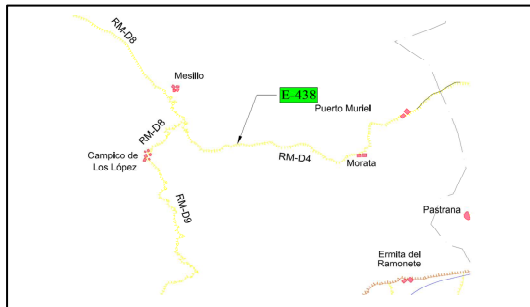 RM-D8
Mesillo
E-438
Puerto Muriel
RM-D8
Campico de
Los López
RM-D4
Morata
RM-D9
Pastrana
Ermita del
Ramonete